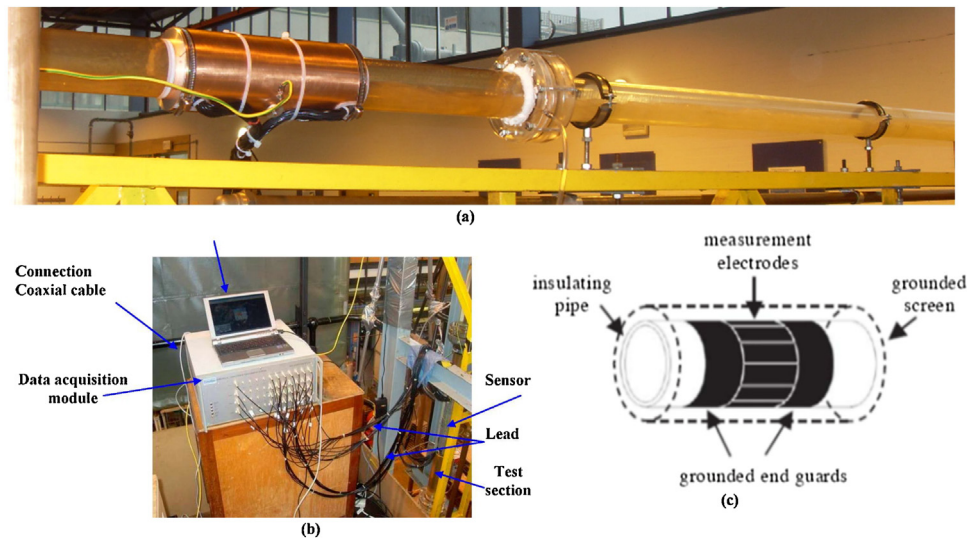 (a)
Connection
Coaxial cable
Data acquisition
module
Sensor
Lead
Test
section
(b)
measurement
electrodes
insulating
pipe
grounded
screen
grounded end guards
(c)